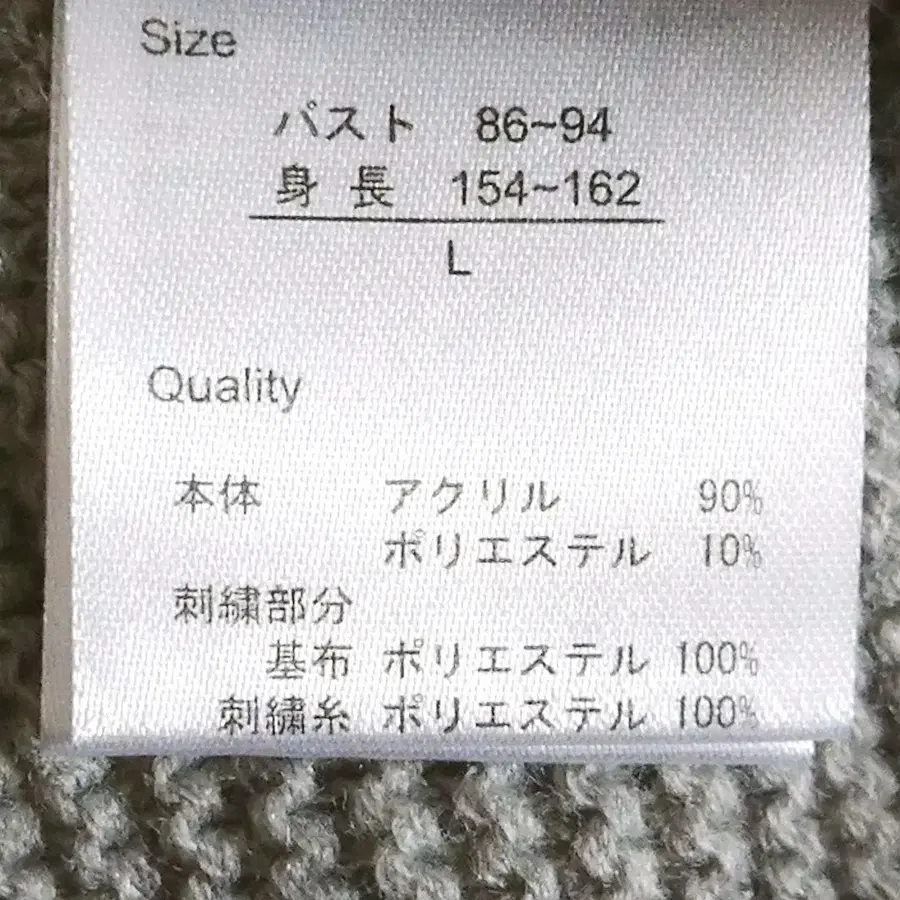 Size
バスト 86~94
身長 154~162
L
Quality
本体 アクリル 90%
ポリエステル 10%
刺繍部分
基布 ポリエステル 100%
刺繍糸 ポリエステル 100%